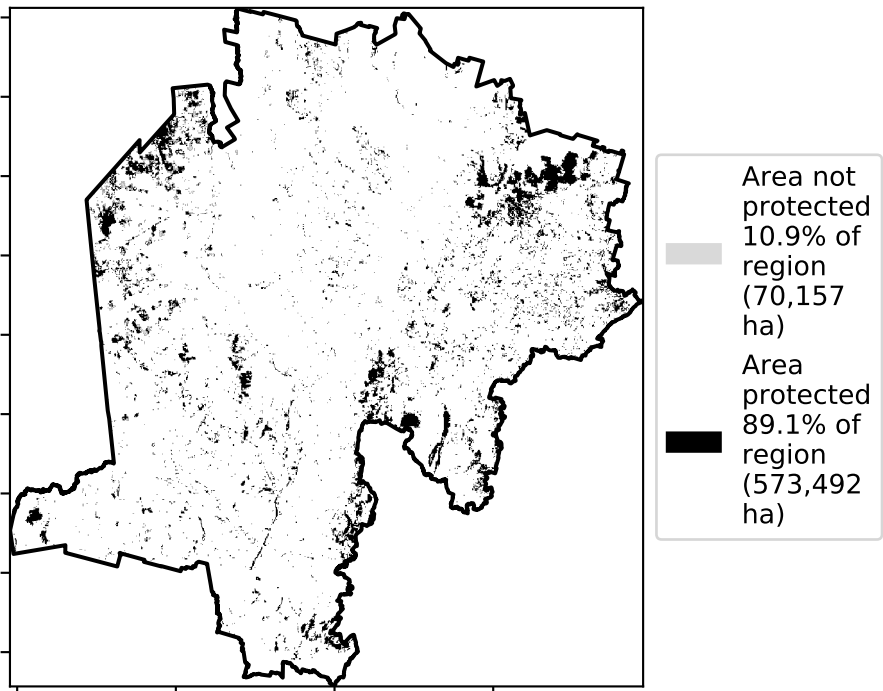 Area not
protected
10.9% of
region
(70,157
ha)
Area
protected
89.1% of
region
(573,492
ha)